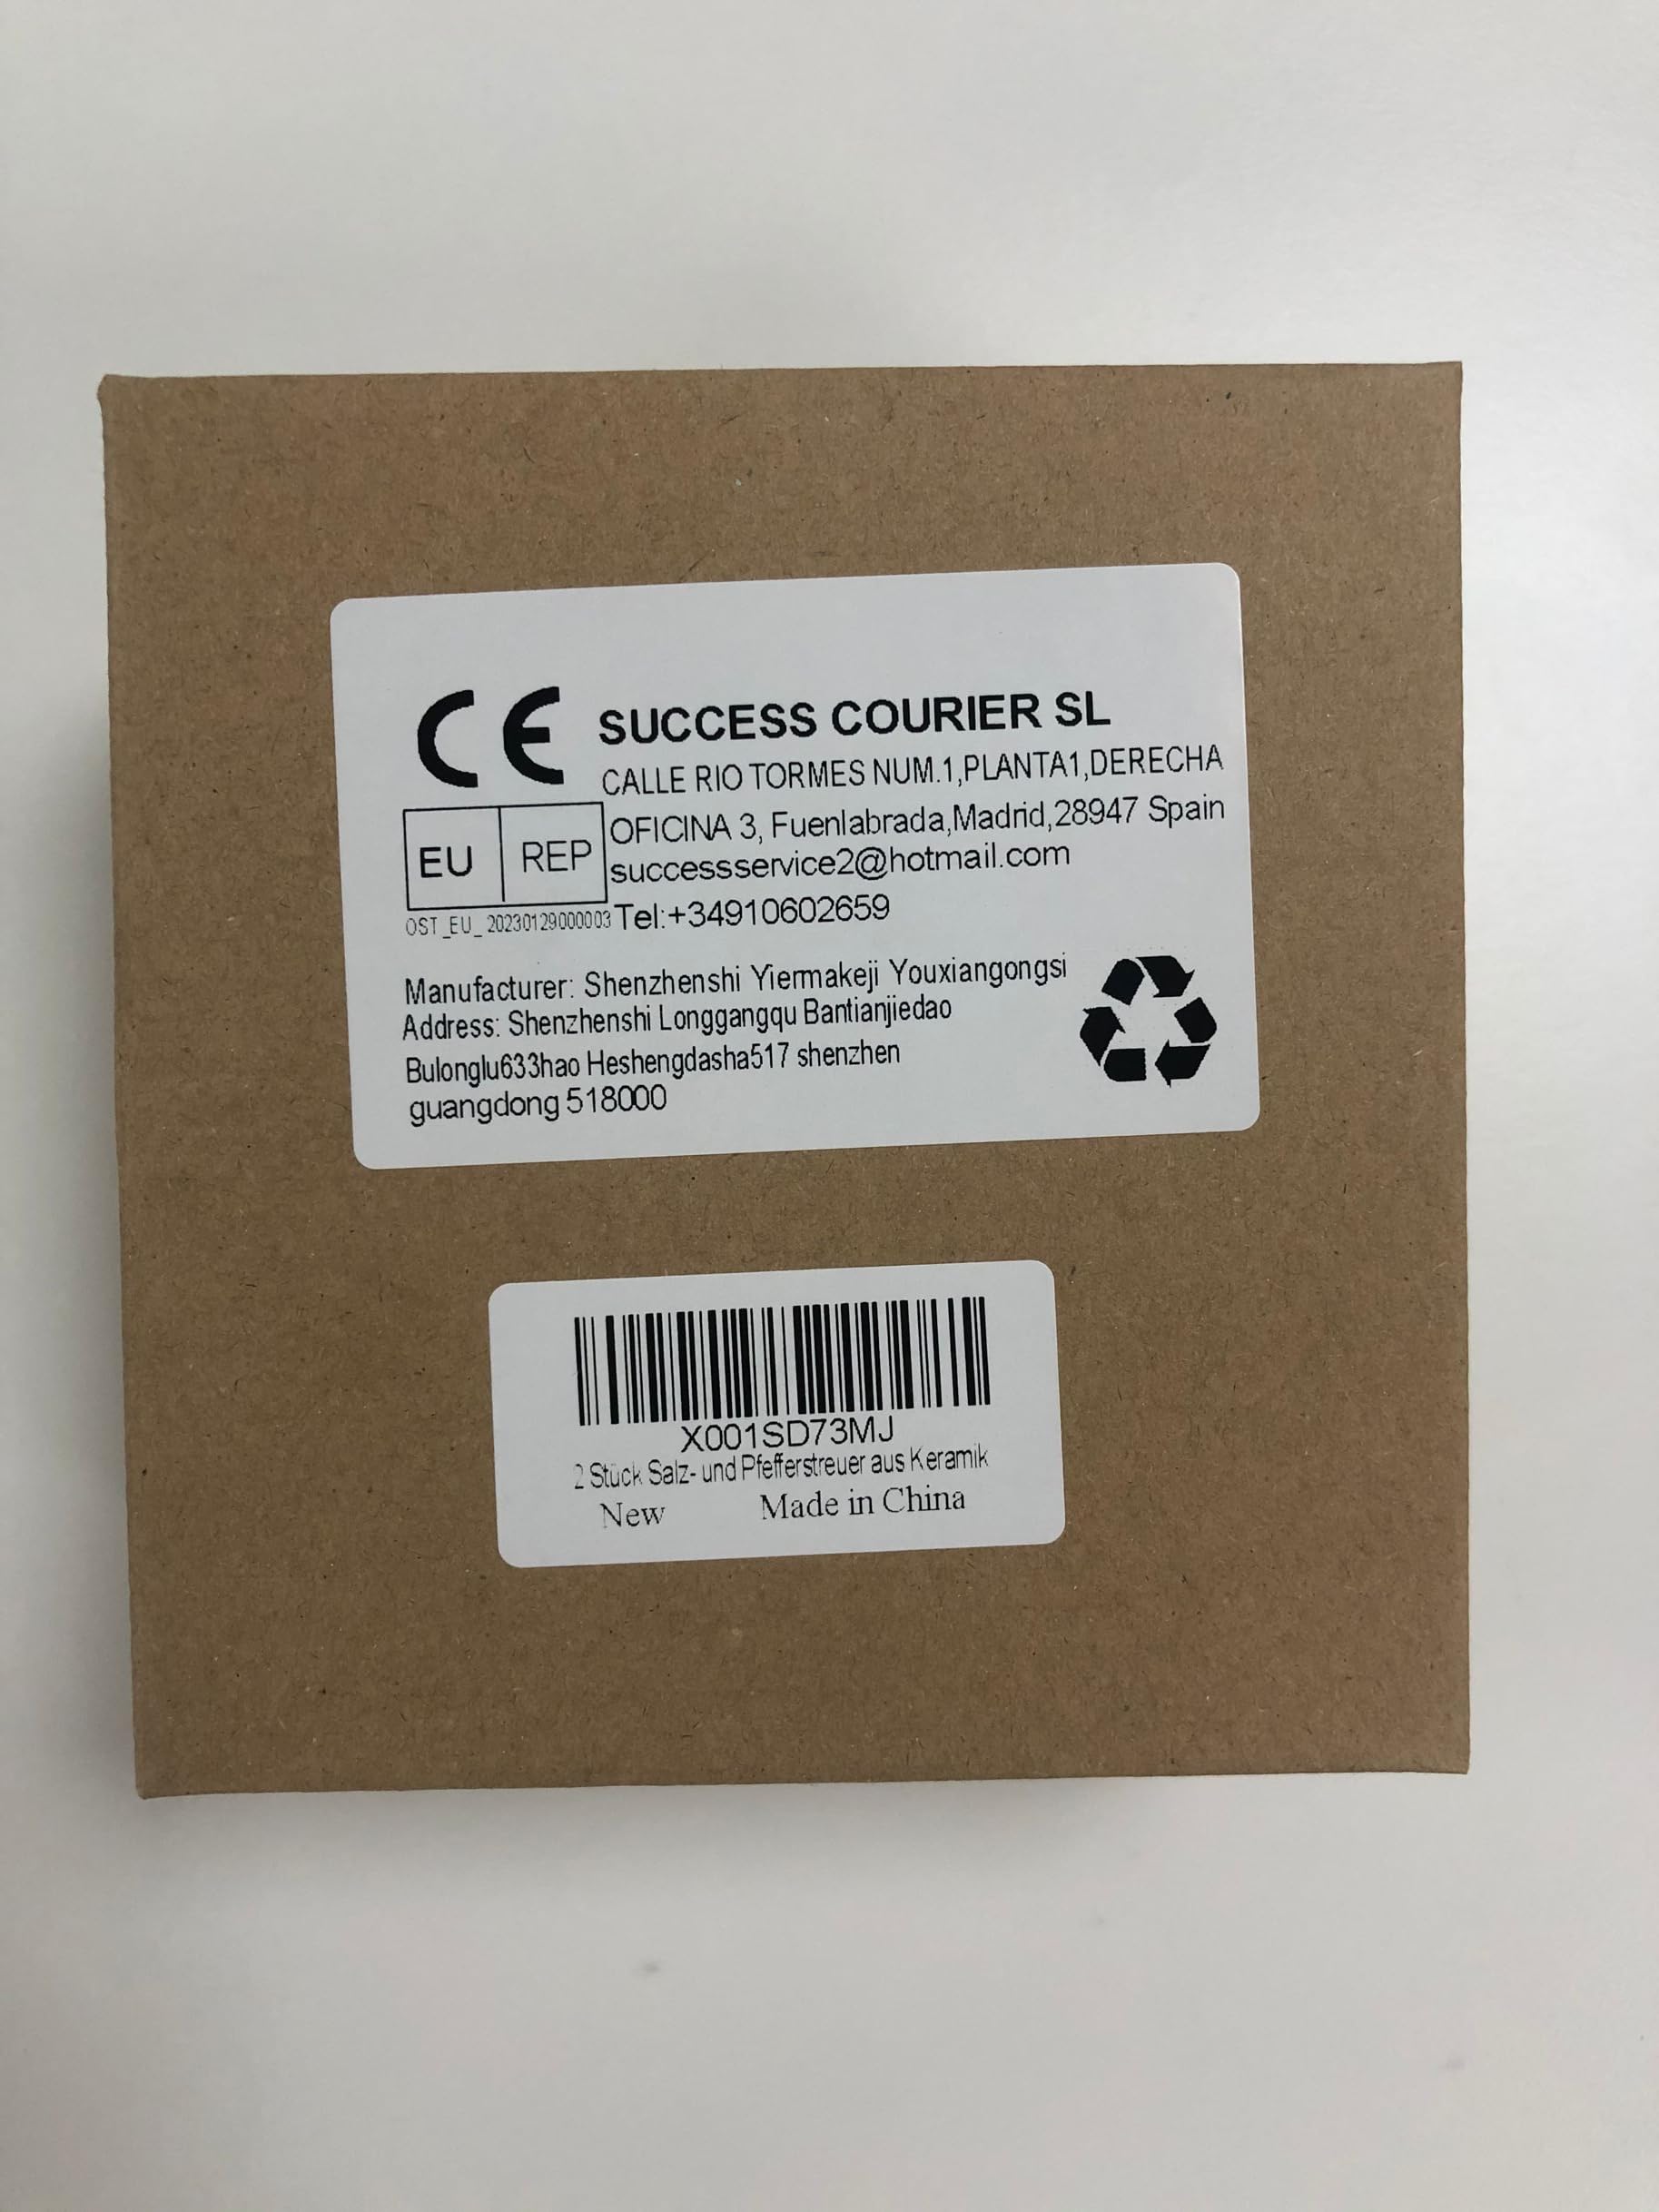 CE SUCCESS COURIER SL
CALLE RIO TORMES NUM.1,PLANTA1,DERECHA
EU REP OFICINA 3, Fuenlabrada,Madrid,28947 Spain
successservice2@hotmail.com
OST_EU_20230129000003 Tel:+34910602659
Manufacturer: Shenzhenshi Yiermakeji Youxiangongsi
Address: Shenzhenshi Longgangqu Bantianjiedao
Bulonglu633hao Heshengdasha517 shenzhen
guangdong 518000
X001SD73MJ
2 Stück Salz- und Pfefferstreuer aus Keramik
New Made in China